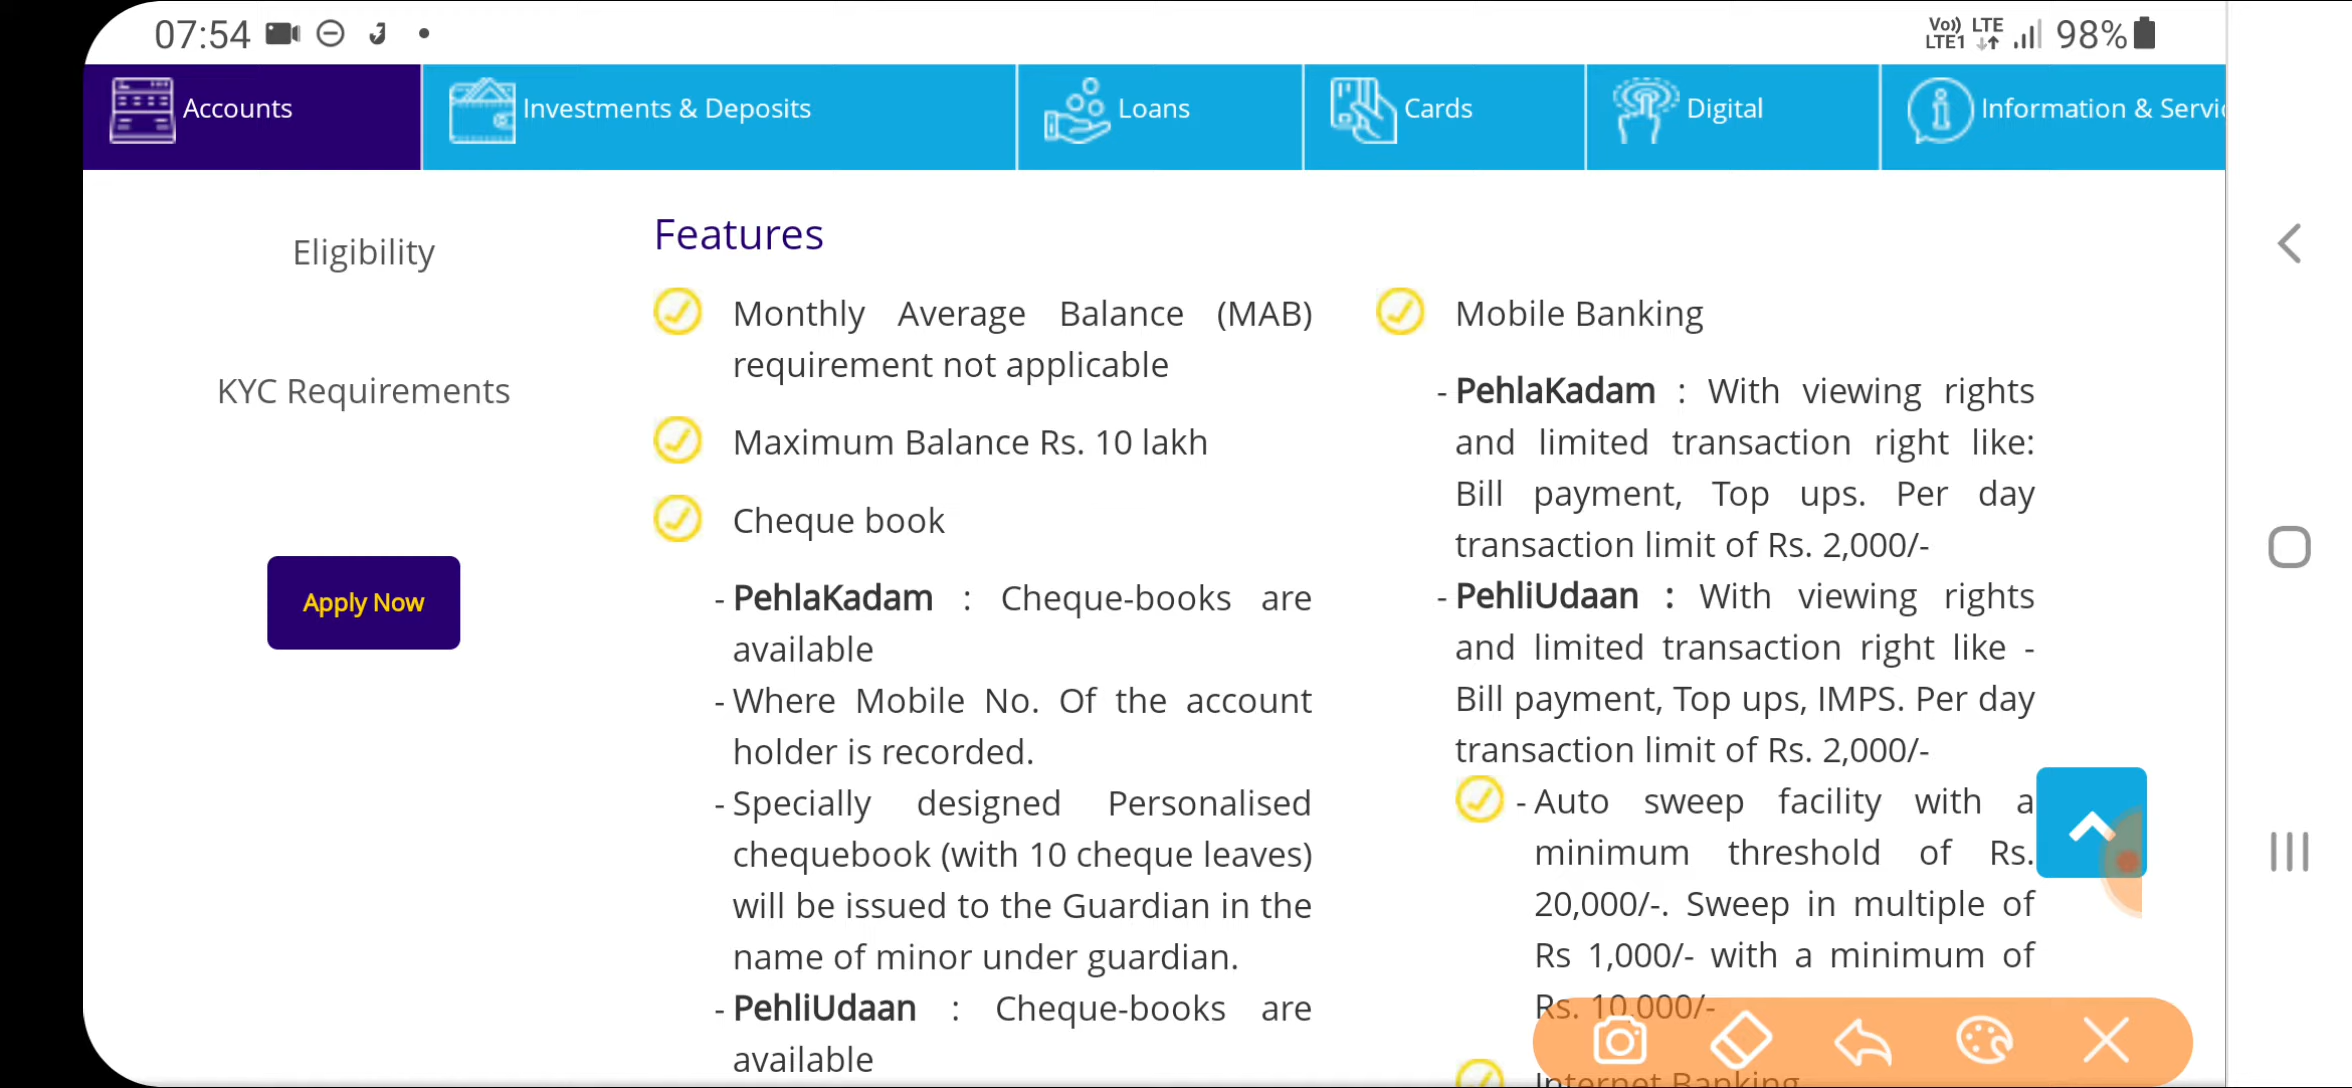 07:54
Vo)) LTE
LTE1
98%
Accounts
Investments & Deposits
Loans
Cards
Digital
Information & Servic
Eligibility
KYC Requirements
Apply Now
Features
Monthly Average Balance (MAB)
requirement not applicable
Maximum Balance Rs. 10 lakh
Cheque book
- PehlaKadam : Cheque-books are
available
- Where Mobile No. Of the account
holder is recorded.
- Specially designed Personalised
chequebook (with 10 cheque leaves)
will be issued to the Guardian in the
name of minor under guardian.
- PehliUdaan : Cheque-books are
available
Mobile Banking
- PehlaKadam : With viewing rights
and limited transaction right like:
Bill payment, Top ups. Per day
transaction limit of Rs. 2,000/-
- PehliUdaan : With viewing rights
and limited transaction right like -
Bill payment, Top ups, IMPS. Per day
transaction limit of Rs. 2,000/-
- Auto sweep facility with a
minimum threshold of Rs.
20,000/-. Sweep in multiple of
Rs 1,000/- with a minimum of
Rs. 10,000/-
Internet Banking